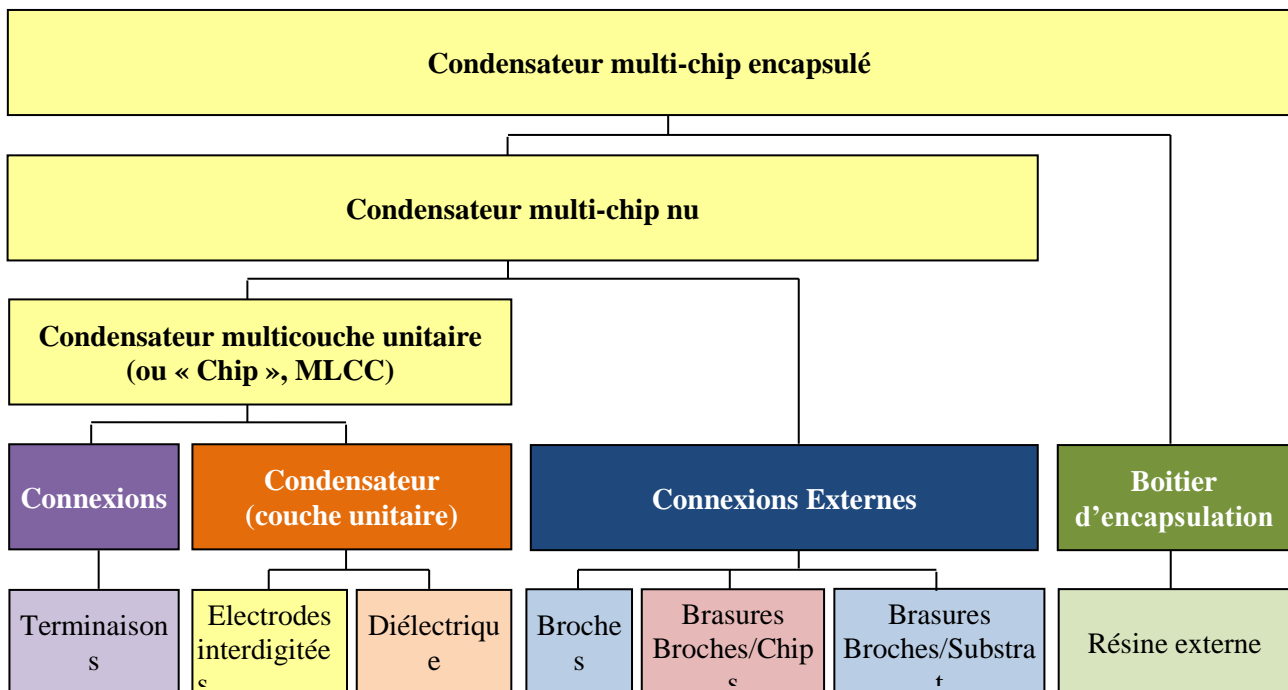 Condensateur multi-chip encapsulé
Condensateur multi-chip nu
Condensateur multicouche unitaire
(ou « Chip », MLCC)
Connexions
Condensateur
(couche unitaire)
Connexions Externes
Boitier
d’encapsulation
Terminaison
s
Electrodes
interdigitée
s
Diélectriqu
e
Broche
s
Brasures
Broches/Chip
s
Brasures
Broches/Substra
t
Résine externe